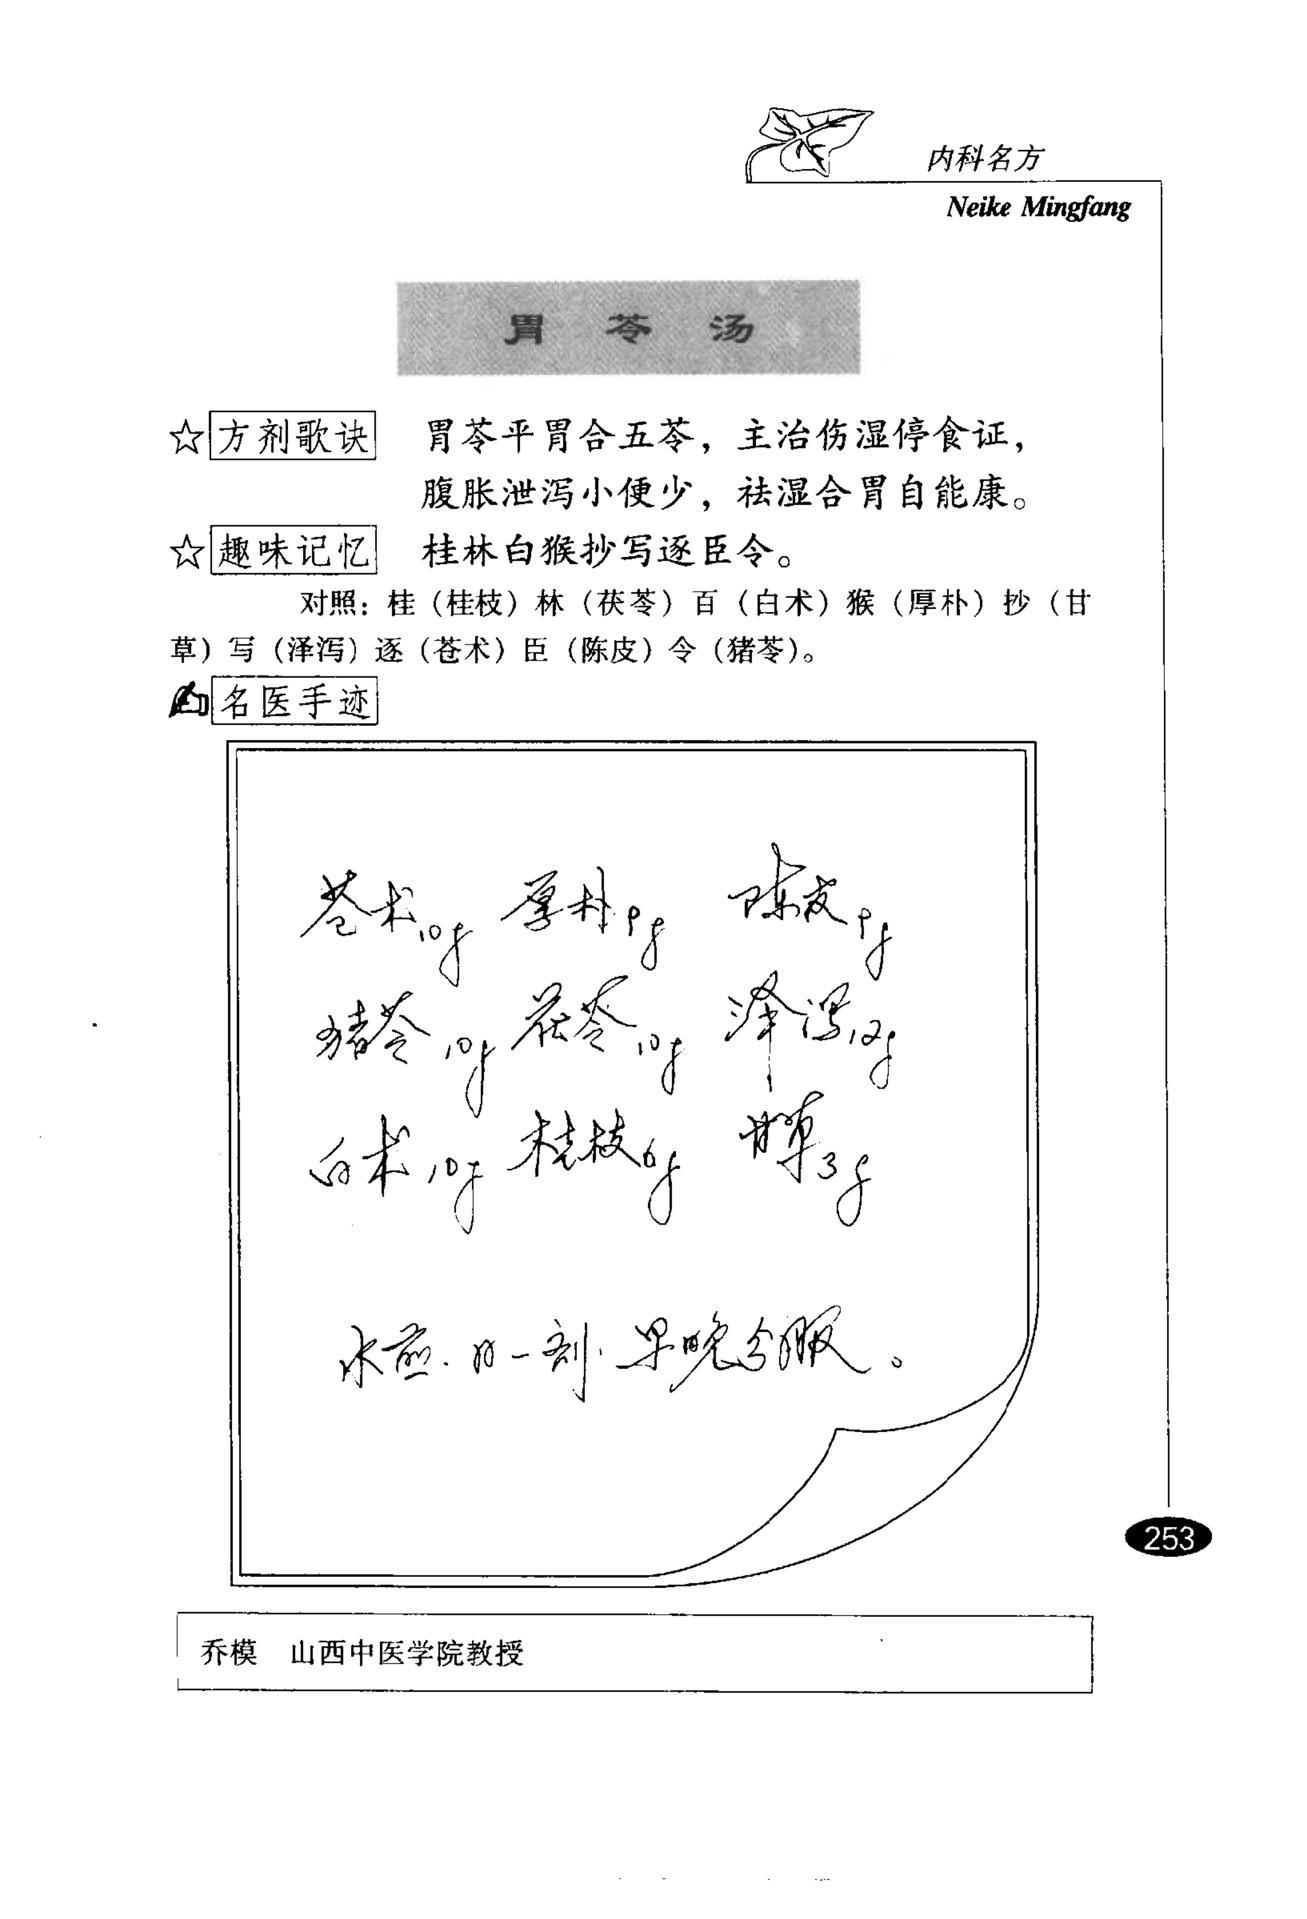 内科名方
Neike Mingfang
胃苓汤
☆方剂歌诀 胃苓平胃合五苓，主治伤湿停食证，
腹胀泄泻小便少，祛湿合胃自能康。
☆趣味记忆 桂林白猴抄写逐臣令。
对照：桂（桂枝）林（茯苓）百（白术）猴（厚朴）抄（甘
草）写（泽泻）逐（苍术）臣（陈皮）令（猪苓）。
名医手迹
苍术10g 厚朴9g 陈皮9g
猪苓10g 茯苓10g 泽泻12g
白术10g 桂枝6g 甘草3g
水煎.日一剂.早晚分服。
253
乔模 山西中医学院教授